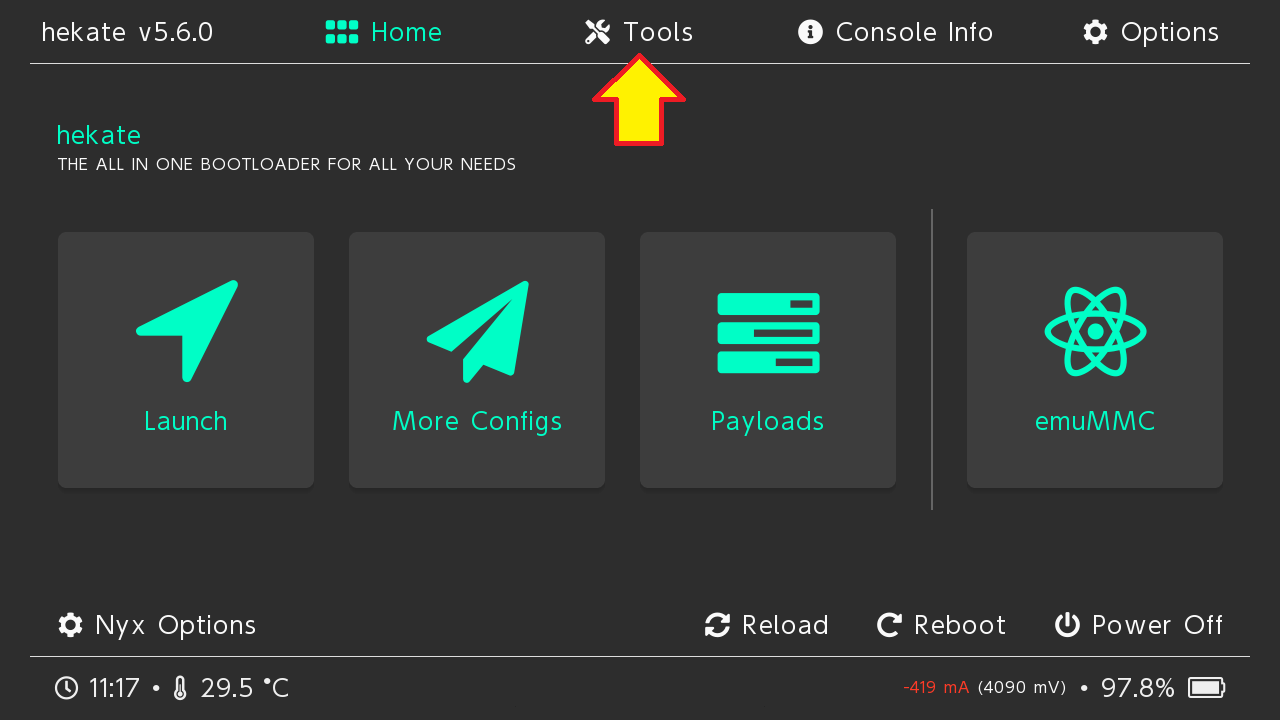 hekate v5.6.0 Home Tools Console Info Options
hekate
THE ALL IN ONE BOOTLOADER FOR ALL YOUR NEEDS
Launch More Configs Payloads emuMMC
Nyx Options Reload Reboot Power Off
11:17 • 29.5 °C -419 mA (4090 mV) • 97.8%